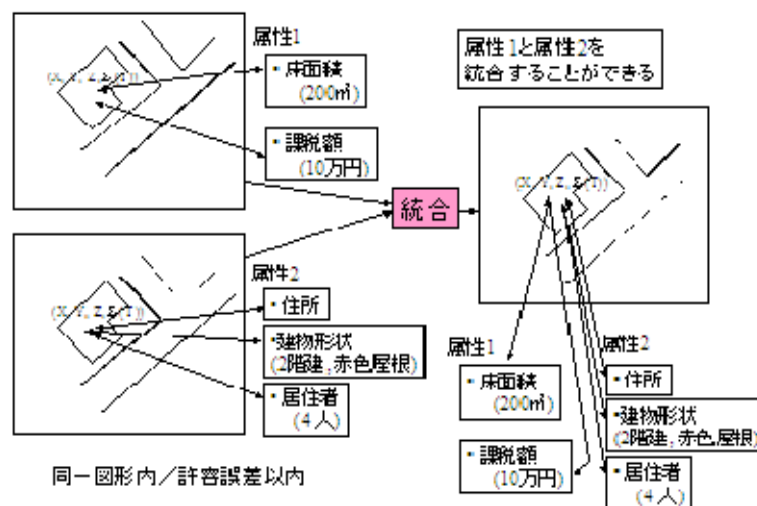 属性1
(X, Y, Z, Σ(T))
・床面積
(200㎡)
・課税額
(10万円)
属性1と属性2を
統合することができる
統合
(X, Y, Z, Σ(T))
属性2
(X, Y, Z, Σ(T))
・住所
・建物形状
(2階建,赤色屋根)
・居住者
(4人)
属性1
・床面積
(200㎡)
・課税額
(10万円)
属性2
・住所
・建物形状
(2階建,赤色屋根)
・居住者
(4人)
同一図形内/許容誤差以内